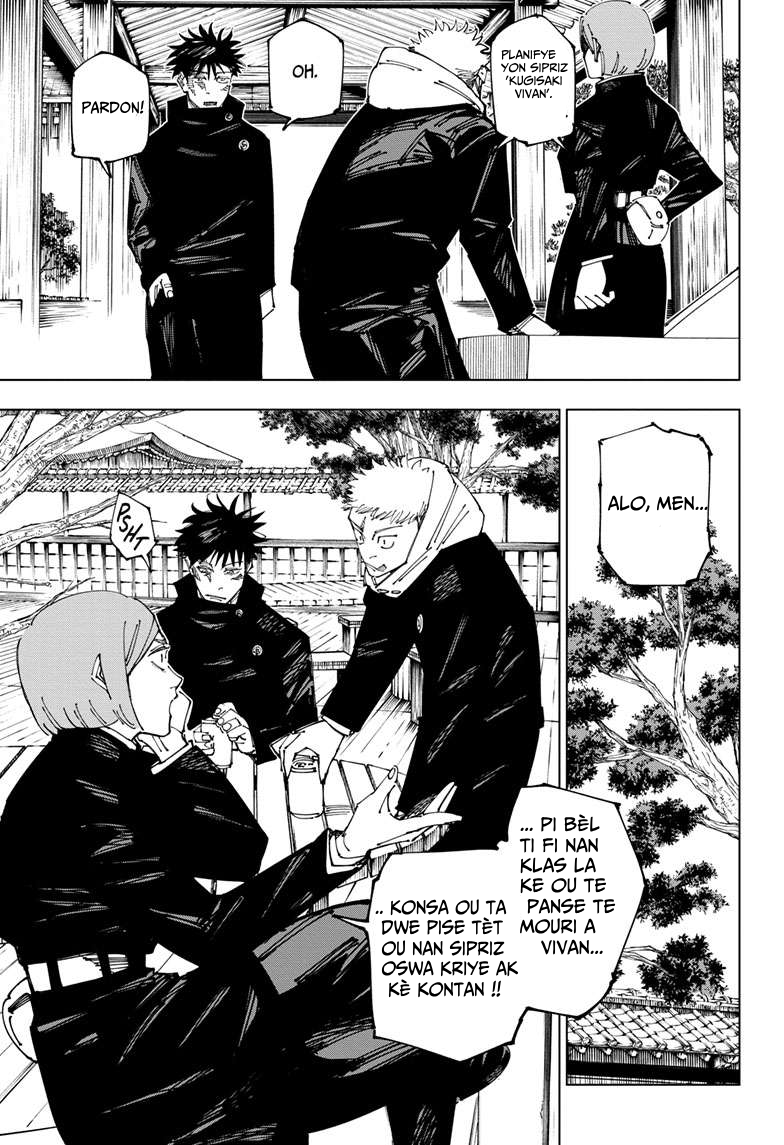 PLANIFYE
YON SIPRIZ
'KUGISAKI
VIVAN'.
OH.
PARDON!
ALO, MEN...
PSHT
... PI BÈL
TI FI NAN
KLAS LA
KE OU TE
PANSE TE
MOURI A
VIVAN...
.. KONSA OU TA
DWE PISE TÈT
OU NAN SIPRIZ
OSWA KRIYE AK
KÈ KONTAN !!